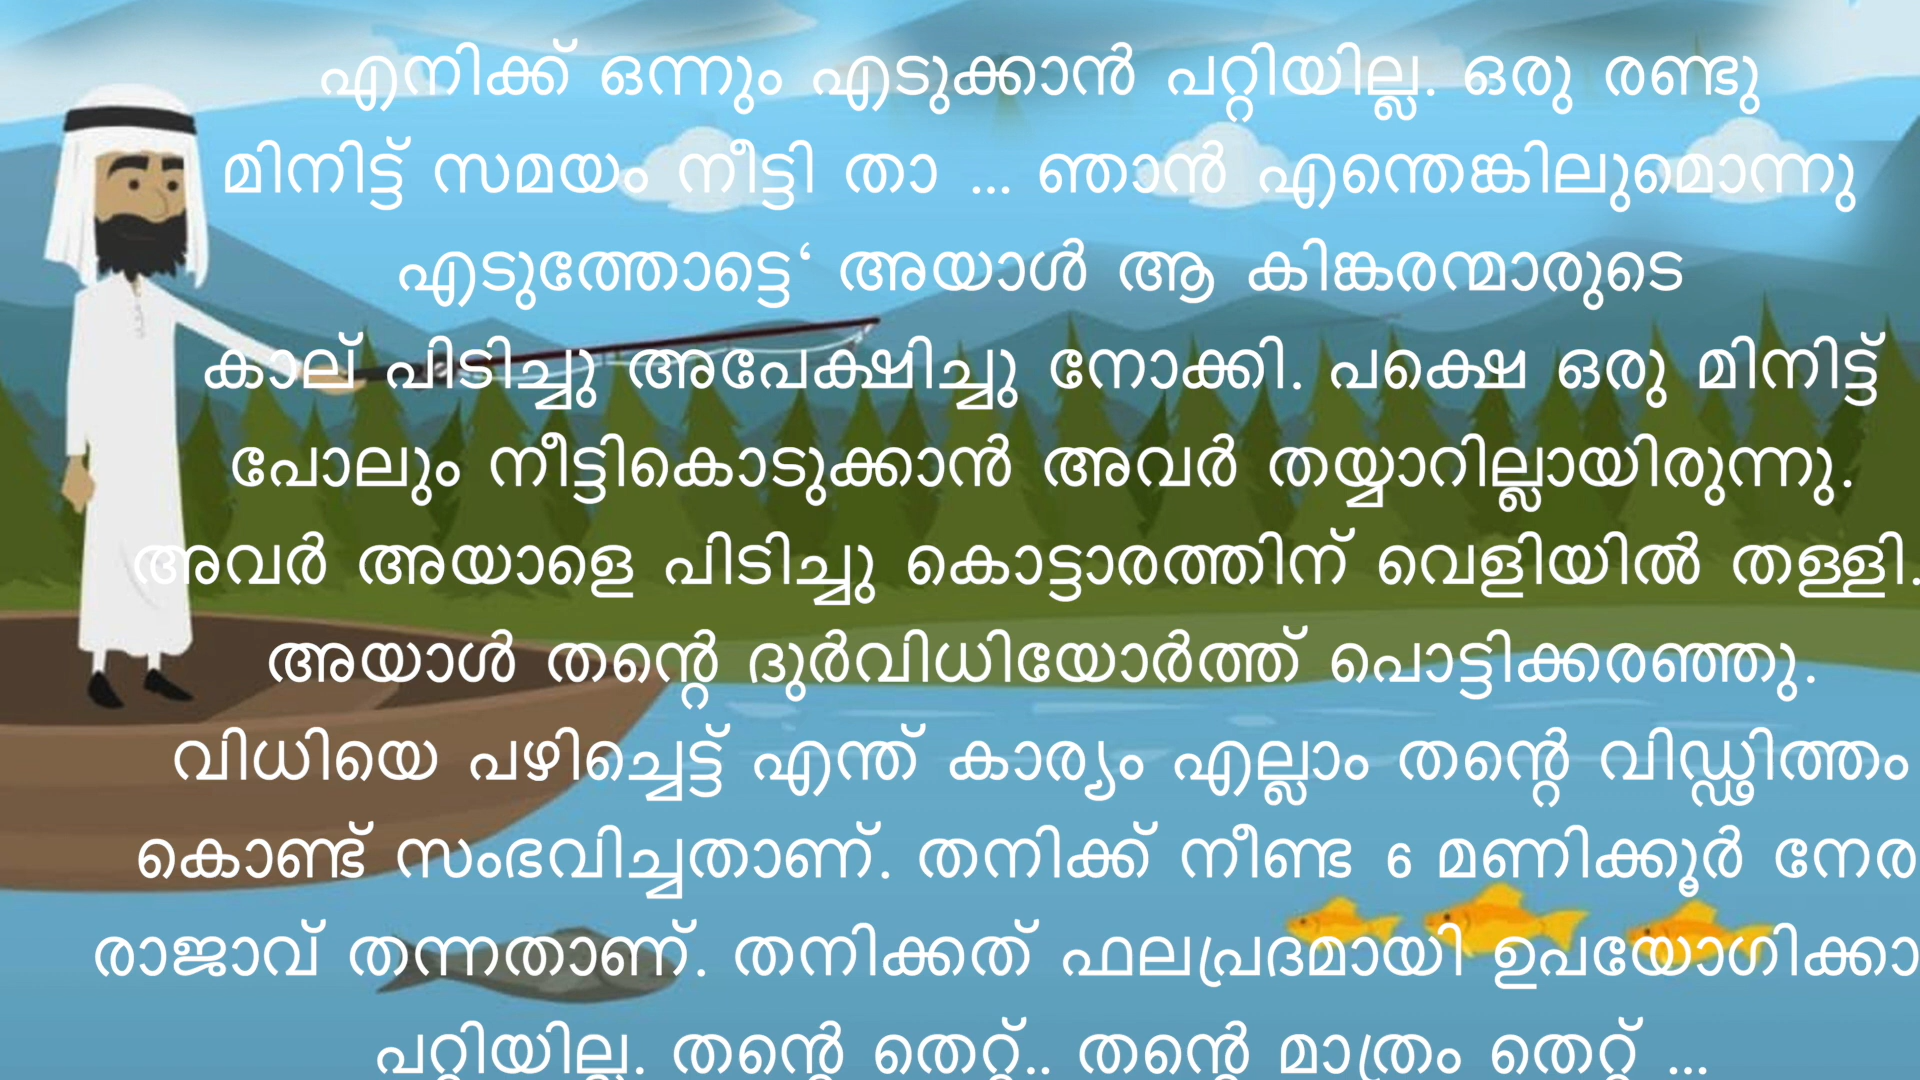 എനിക്ക് ഒന്നും എടുക്കാൻ പറ്റിയില്ല. ഒരു രണ്ടു
മിനിട്ട് സമയം നീട്ടി താ ... ഞാൻ എന്തെങ്കിലുമൊന്നു
എടുത്തോട്ടെ‘ അയാൾ ആ കിങ്കരന്മാരുടെ
കാല് പിടിച്ചു അപേക്ഷിച്ചു നോക്കി. പക്ഷെ ഒരു മിനിട്ട്
പോലും നീട്ടികൊടുക്കാൻ അവർ തയ്യാറില്ലായിരുന്നു.
അവർ അയാളെ പിടിച്ചു കൊട്ടാരത്തിന് വെളിയിൽ തള്ളി.
അയാൾ തന്റെ ദുർവിധിയോർത്ത് പൊട്ടിക്കരഞ്ഞു.
വിധിയെ പഴിച്ചെട്ട് എന്ത് കാര്യം എല്ലാം തന്റെ വിഡ്ഢിത്തം
കൊണ്ട് സംഭവിച്ചതാണ്. തനിക്ക് നീണ്ട 6 മണിക്കൂർ നേര
രാജാവ് തന്നതാണ്. തനിക്കത് ഫലപ്രദമായി ഉപയോഗിക്കാ
പറ്റിയില്ല. തന്റെ തെറ്റ്.. തന്റെ മാത്രം തെറ്റ് ...